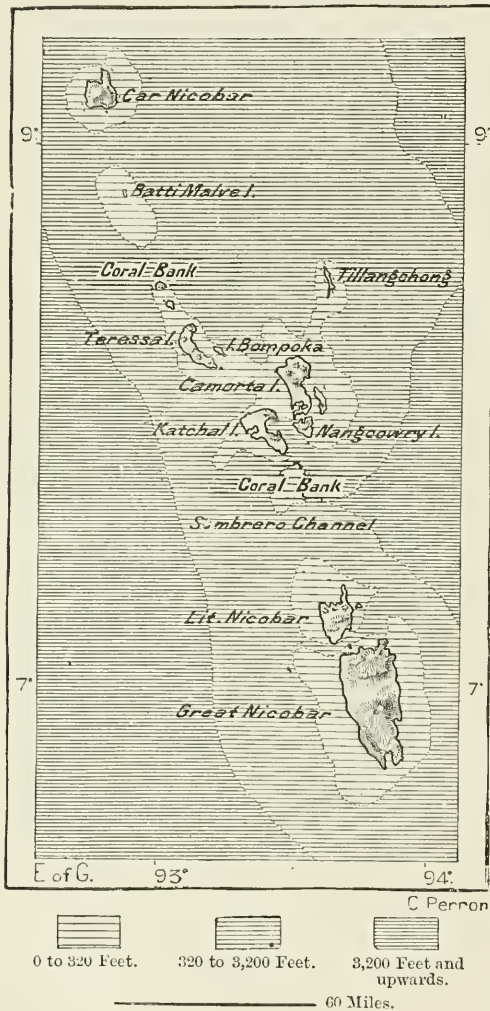 Car Nicobar
9° 9°
Batti Malve I.
Coral-Bank
Tillangchong
Teressa I.
I. Bompoka
Camorta I.
Katchal I.
Nangcowry I.
Coral-Bank
Sombrero Channel
Lit. Nicobar
7° 7°
Great Nicobar
E of G. 93° 94°
C Perron
0 to 320 Feet. 320 to 3,200 Feet. 3,200 Feet and
upwards.
60 Miles.